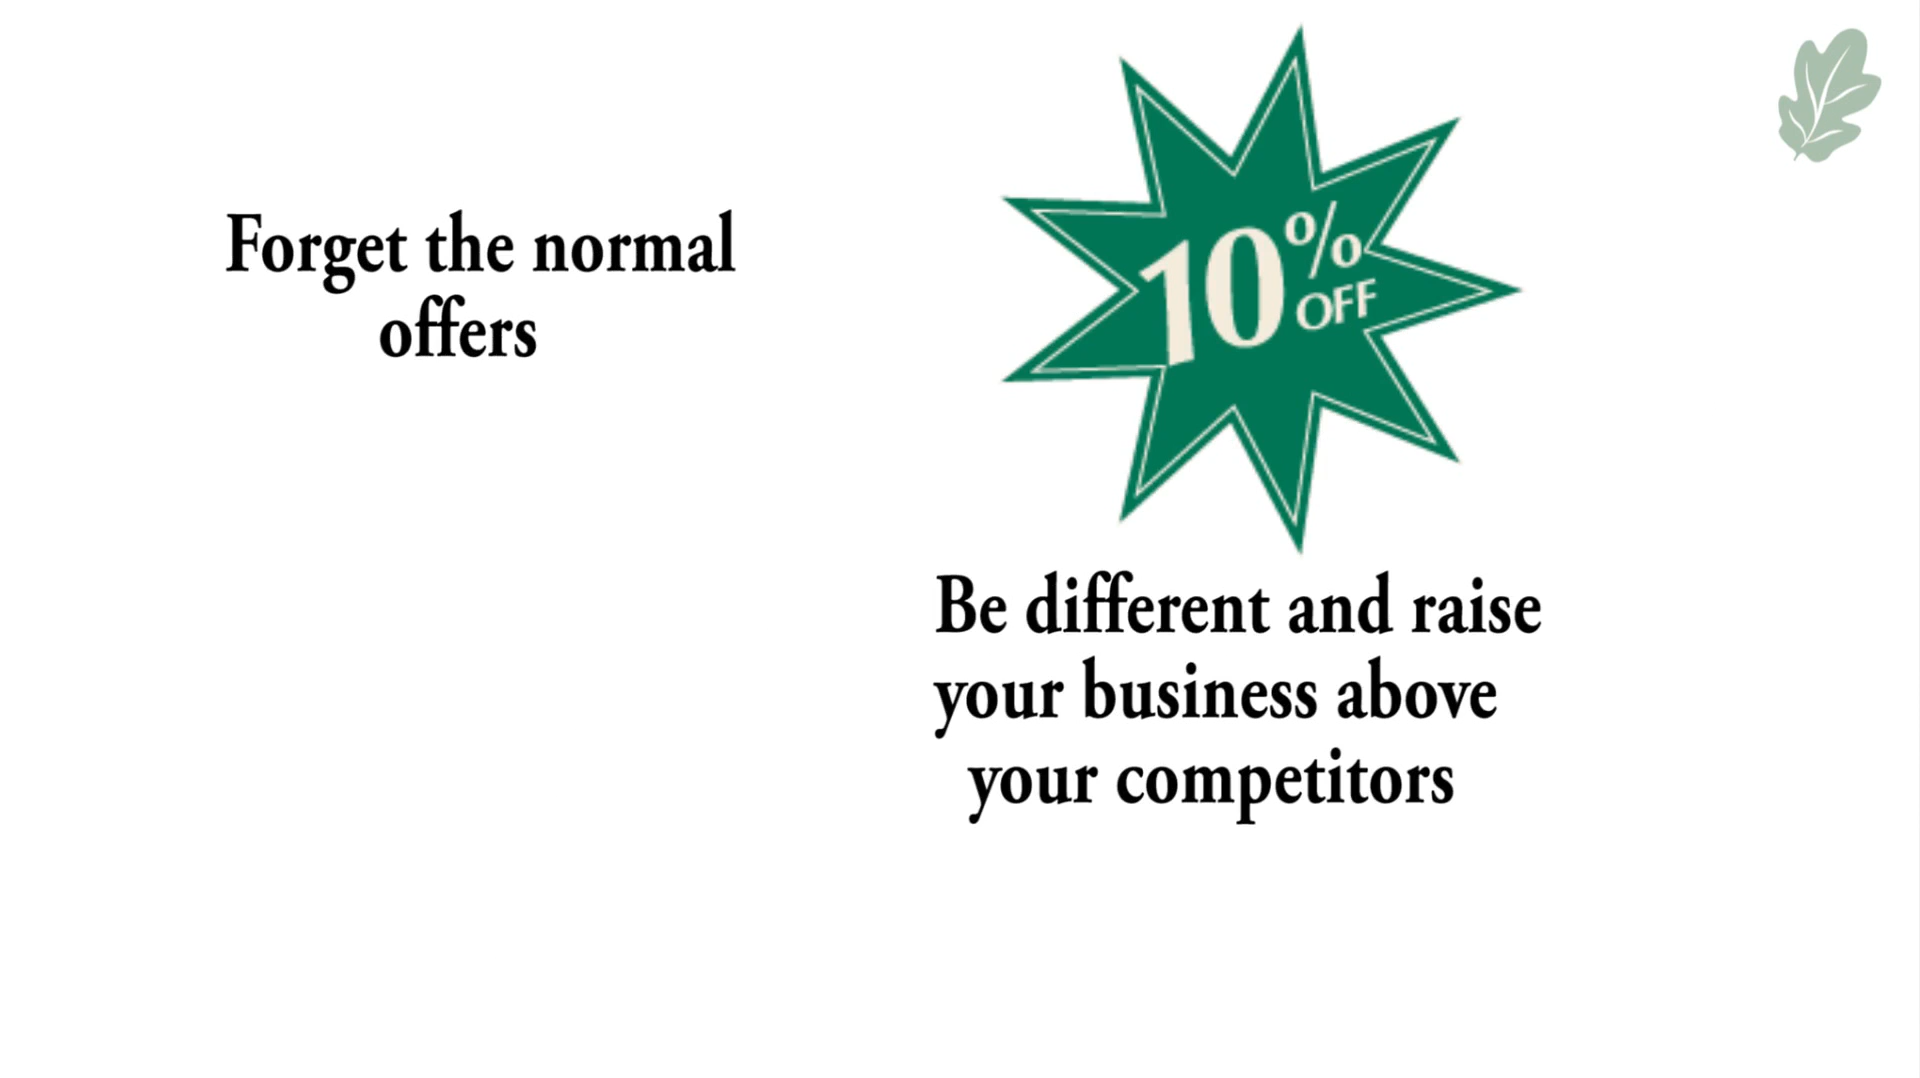 Forget the normal
offers
10%
OFF
Be different and raise
your business above
your competitors